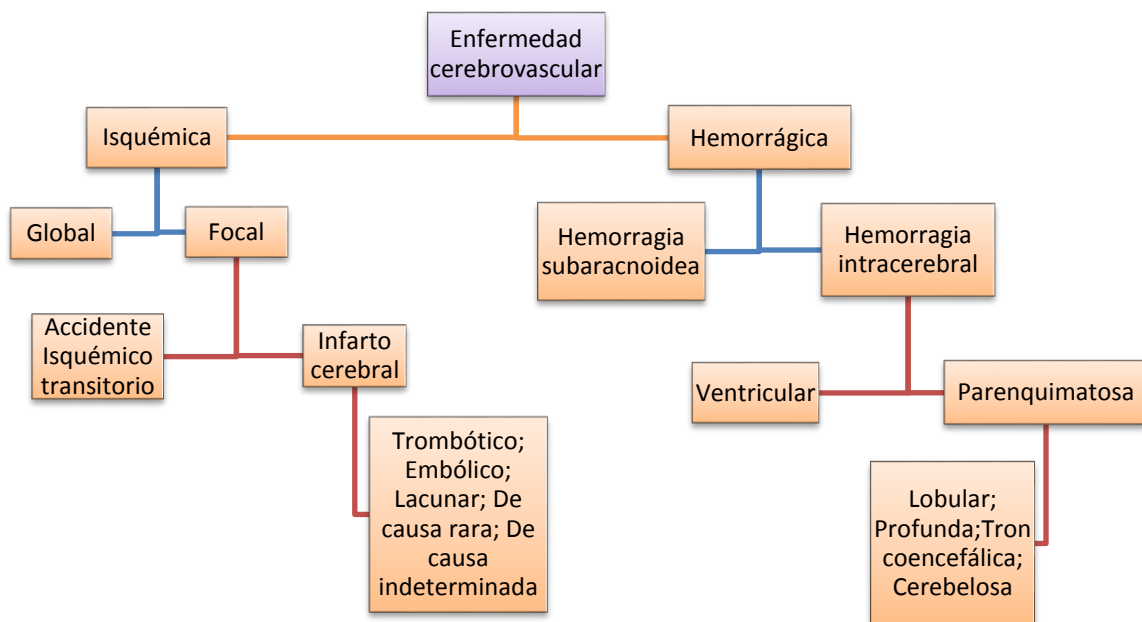 Enfermedad
cerebrovascular
Isquémica
Hemorrágica
Global
Focal
Hemorragia
subaracnoidea
Hemorragia
intracerebral
Accidente
Isquémico
transitorio
Infarto
cerebral
Ventricular
Parenquimatosa
Trombótico;
Embólico;
Lacunar; De
causa rara; De
causa
indeterminada
Lobular;
Profunda;Tron
coencefálica;
Cerebelosa